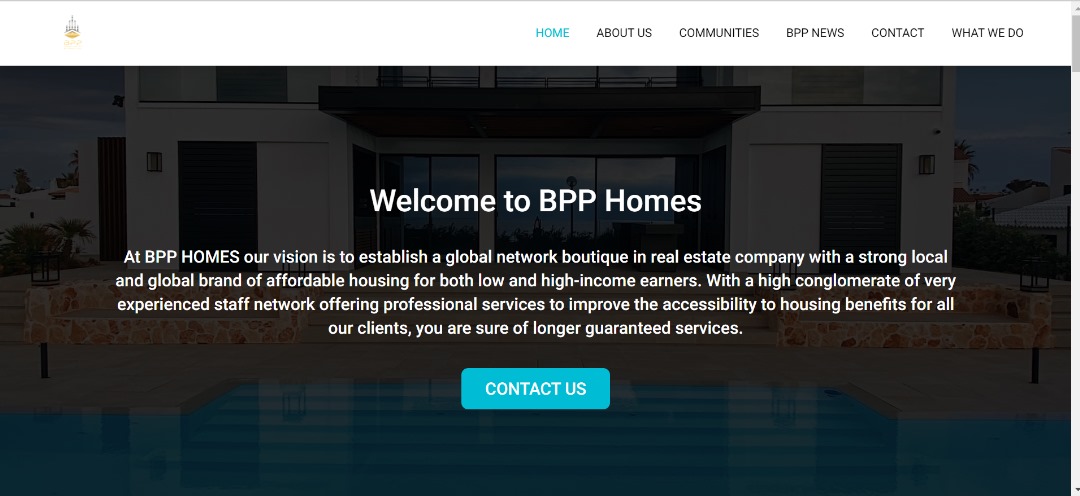 HOME
ABOUT US
COMMUNITIES
BPP NEWS
CONTACT
WHAT WE DO
Welcome to BPP Homes
At BPP HOMES our vision is to establish a global network boutique in real estate company with a strong local
and global brand of affordable housing for both low and high-income earners. With a high conglomerate of very
experienced staff network offering professional services to improve the accessibility to housing benefits for all
our clients, you are sure of longer guaranteed services.
CONTACT US